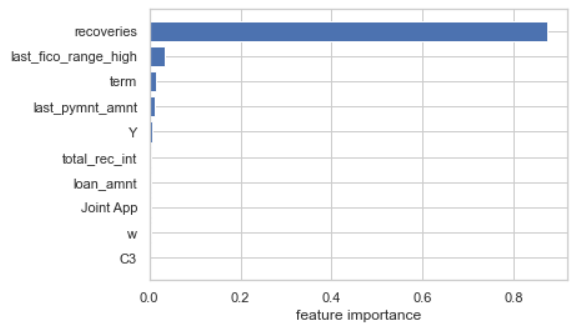 recoveries
last_fico_range_high
term
last_pymnt_amnt
Y
total_rec_int
loan_amnt
Joint App
w
C3
0.0 0.2 0.4 0.6 0.8
feature importance